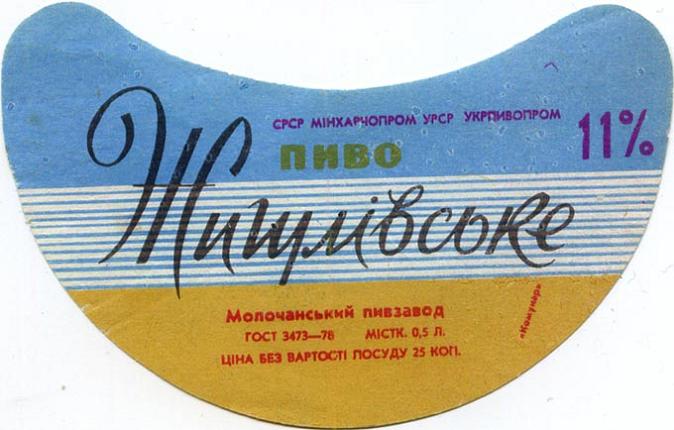 СРСР МІНХАРЧОПРОМ УРСР УКРПИВОПРОМ
11%
ПИВО
Жигулівське
Молочанський пивзавод
ГОСТ 3473—78 МІСТК. 0,5 Л.
ЦІНА БЕЗ ВАРТОСТІ ПОСУДУ 25 КОП.
«Комунар»